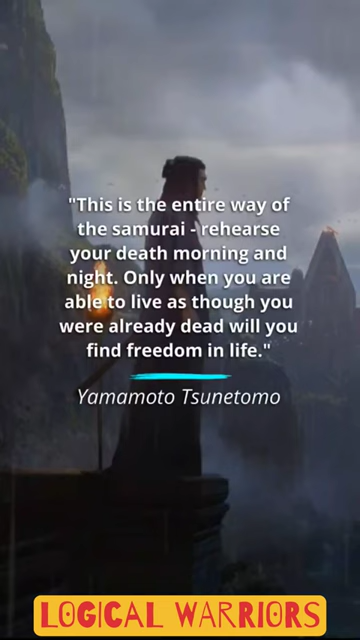 "This is the entire way of
the samurai - rehearse
your death morning and
night. Only when you are
able to live as though you
were already dead will you
find freedom in life."
Yamamoto Tsunetomo
LOGICAL WARRIORS